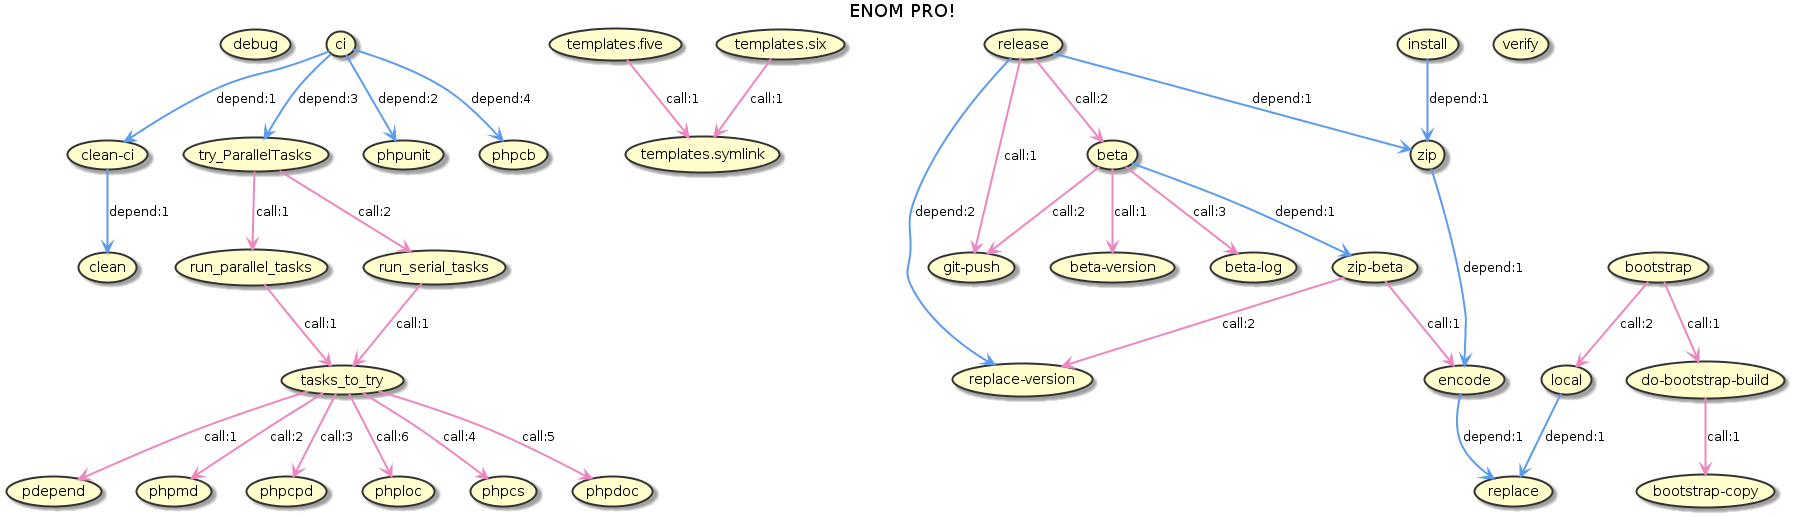 ENOM PRO!
debug
ci
templates.five
templates.six
release
install
verify
depend:1
depend:3
depend:2
depend:4
call:1
call:1
call:2
depend:1
depend:1
clean-ci
try_ParallelTasks
phpunit
phpcb
templates.symlink
call:1
beta
zip
depend:1
call:1
call:2
depend:2
call:2
call:1
call:3
depend:1
clean
run_parallel_tasks
run_serial_tasks
git-push
beta-version
beta-log
zip-beta
depend:1
bootstrap
call:1
call:1
call:2
call:1
call:2
call:1
tasks_to_try
replace-version
encode
local
do-bootstrap-build
call:1
call:2
call:3
call:6
call:4
call:5
depend:1
depend:1
call:1
pdepend
phpmd
phpcpd
phploc
phpcs
phpdoc
replace
bootstrap-copy